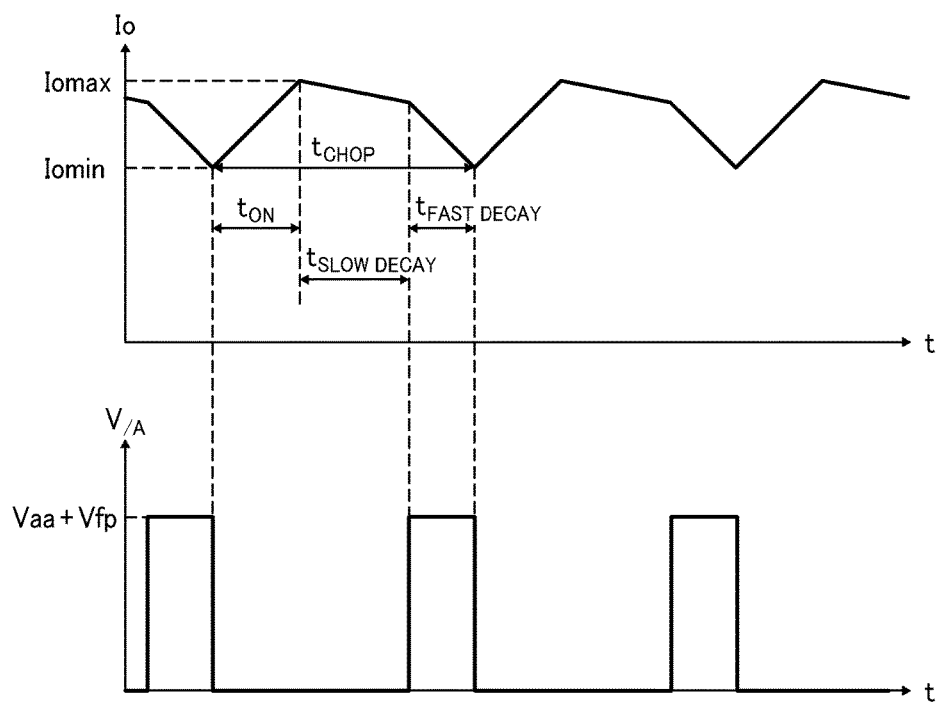 Io
Iomax
Iomin
tCHOP
tON
tFAST DECAY
tSLOW DECAY
t
V/A
Vaa + Vfp
t